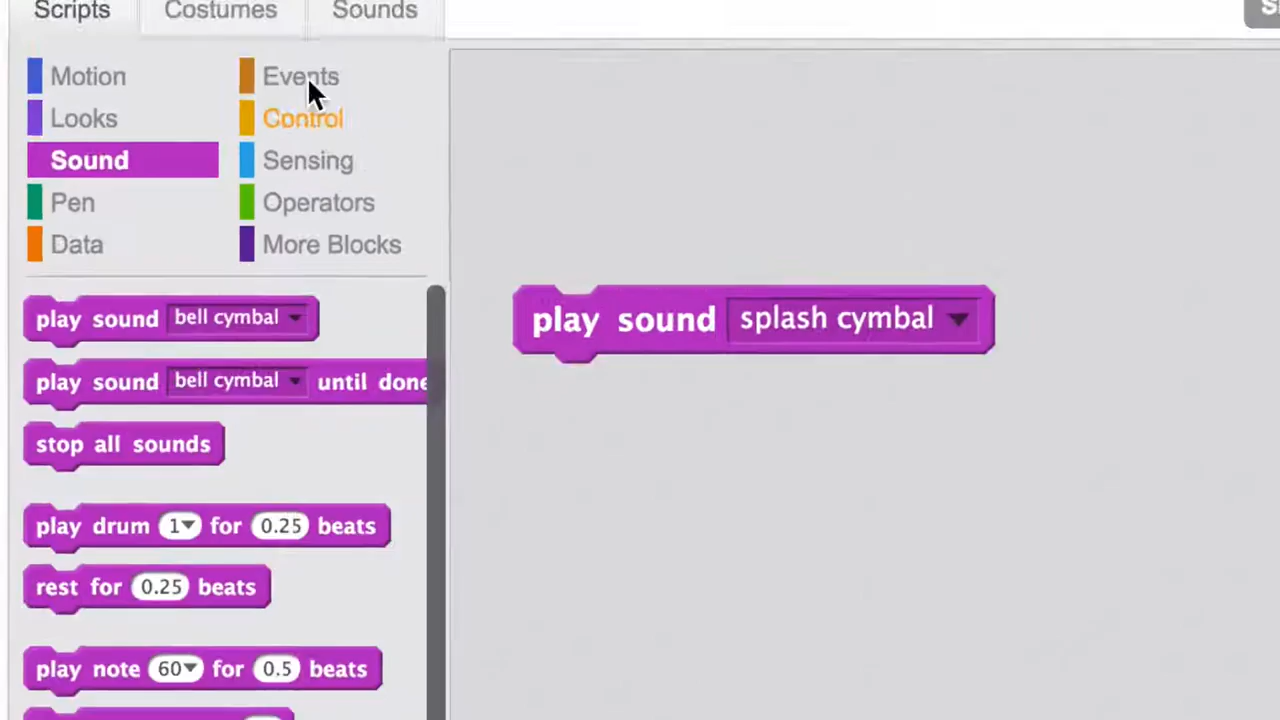 Scripts Costumes Sounds
Motion Events
Looks Control
Sound Sensing
Pen Operators
Data More Blocks
play sound bell cymbal
play sound bell cymbal until done
stop all sounds
play drum 1 for 0.25 beats
rest for 0.25 beats
play note 60 for 0.5 beats
play sound splash cymbal